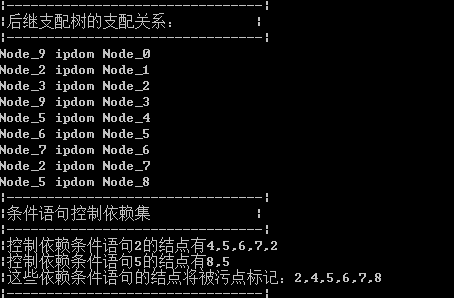 后继支配树的支配关系:
Node_9 ipdom Node_0
Node_2 ipdom Node_1
Node_3 ipdom Node_2
Node_9 ipdom Node_3
Node_5 ipdom Node_4
Node_6 ipdom Node_5
Node_7 ipdom Node_6
Node_2 ipdom Node_7
Node_5 ipdom Node_8
条件语句控制依赖集
控制依赖条件语句2的结点有4,5,6,7,2
控制依赖条件语句5的结点有8,5
这些依赖条件语句的结点将被污点标记：2,4,5,6,7,8